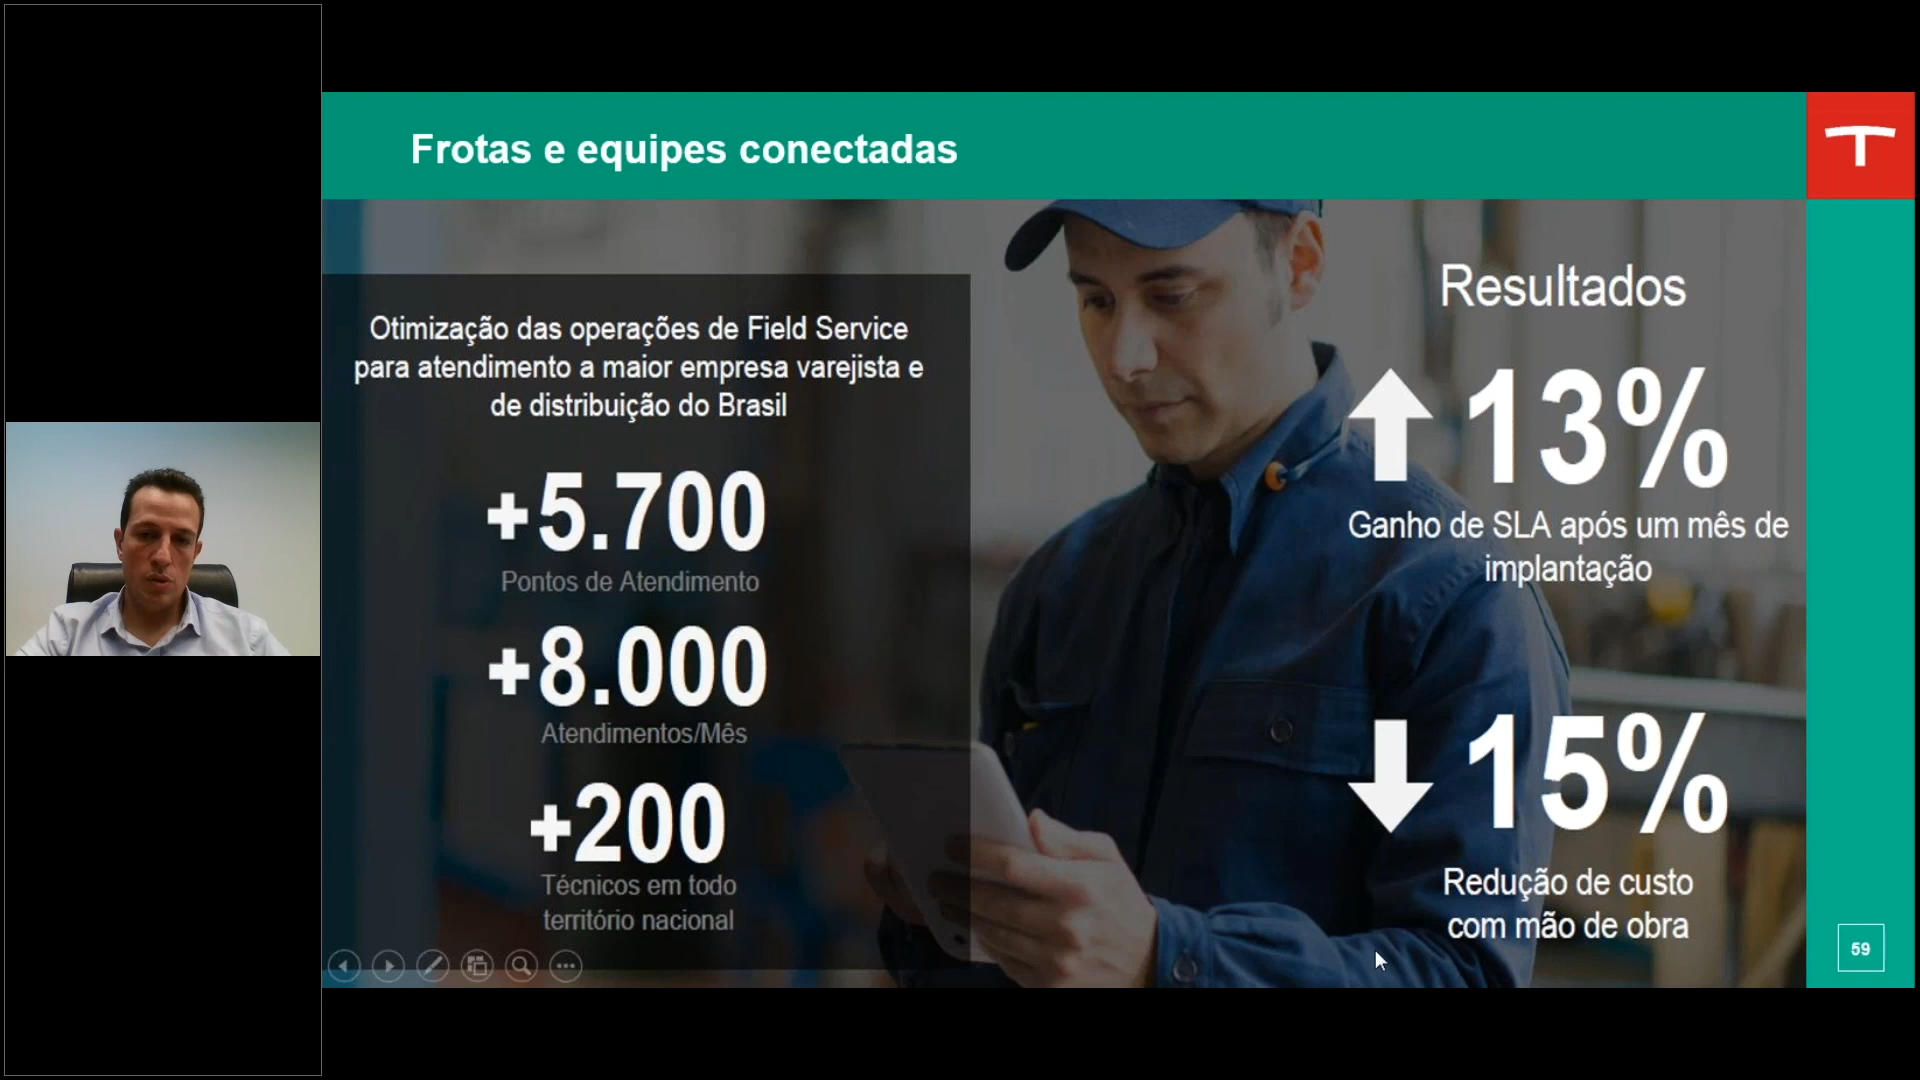 Frotas e equipes conectadas
T
Otimização das operações de Field Service
para atendimento a maior empresa varejista e
de distribuição do Brasil
+5.700
Pontos de Atendimento
+8.000
Atendimentos/Mês
+200
Técnicos em todo
território nacional
Resultados
13%
Ganho de SLA após um mês de
implantação
15%
Redução de custo
com mão de obra
59